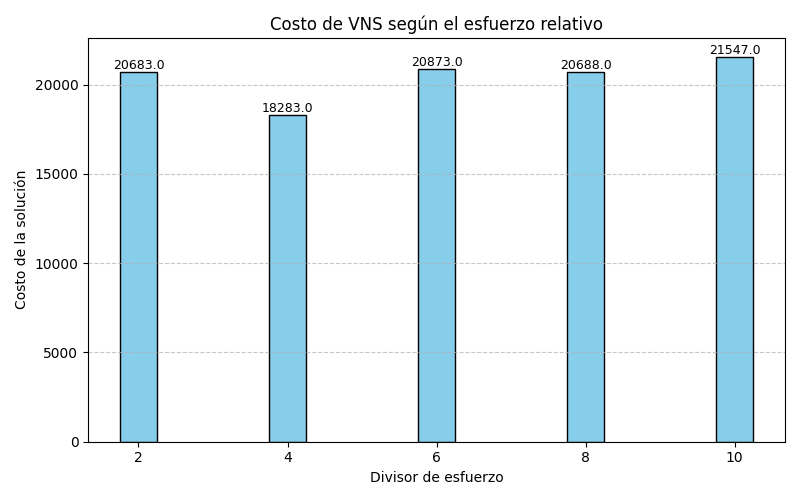 Costo de VNS según el esfuerzo relativo
20683.0
18283.0
20873.0
20688.0
21547.0
Costo de la solución
20000
15000
10000
5000
0
2 4 6 8 10
Divisor de esfuerzo